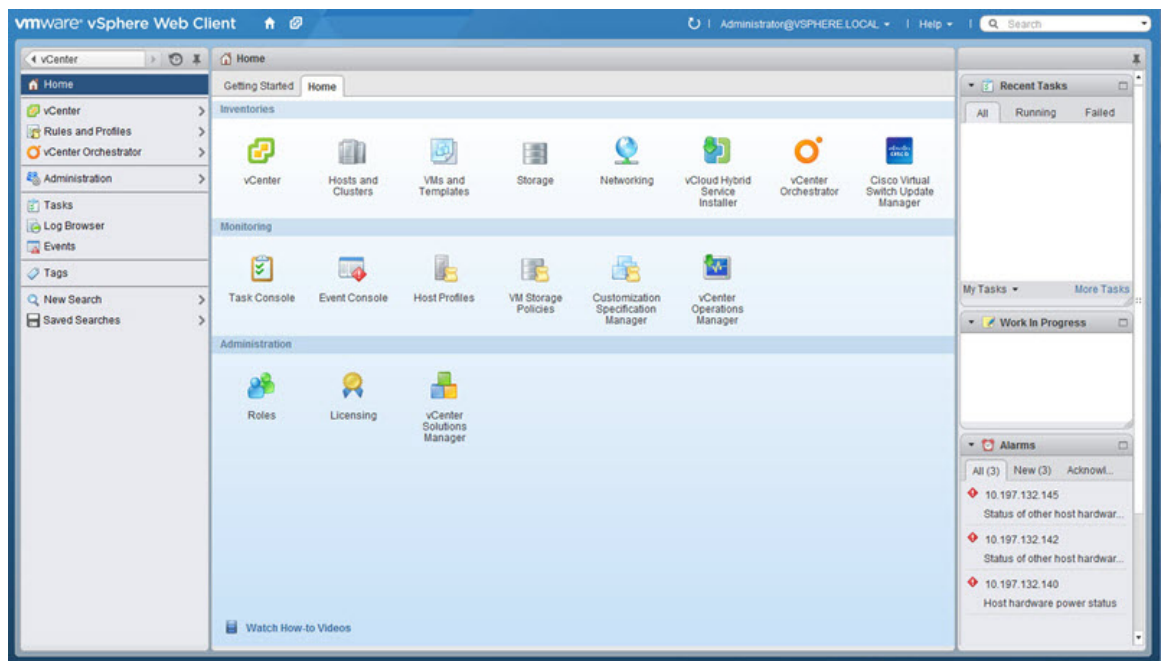 vmware® vSphere Web Client
Administrator@VSPHERE.LOCAL
Help
Search
vCenter
Home
vCenter
Rules and Profiles
vCenter Orchestrator
Administration
Tasks
Log Browser
Events
Tags
New Search
Saved Searches
Home
Getting Started
Home
Inventories
vCenter
Hosts and
Clusters
VMs and
Templates
Storage
Networking
vCloud Hybrid
Service
Installer
vCenter
Orchestrator
CISCO
Cisco Virtual
Switch Update
Manager
Monitoring
Task Console
Event Console
Host Profiles
VM Storage
Policies
Customization
Specification
Manager
vCenter
Operations
Manager
Administration
Roles
Licensing
vCenter
Solutions
Manager
Watch How-to Videos
Recent Tasks
All
Running
Failed
My Tasks
More Tasks
Work In Progress
Alarms
All (3)
New (3)
Acknowl...
10.197.132.145
Status of other host hardwar...
10.197.132.142
Status of other host hardwar...
10.197.132.140
Host hardware power status